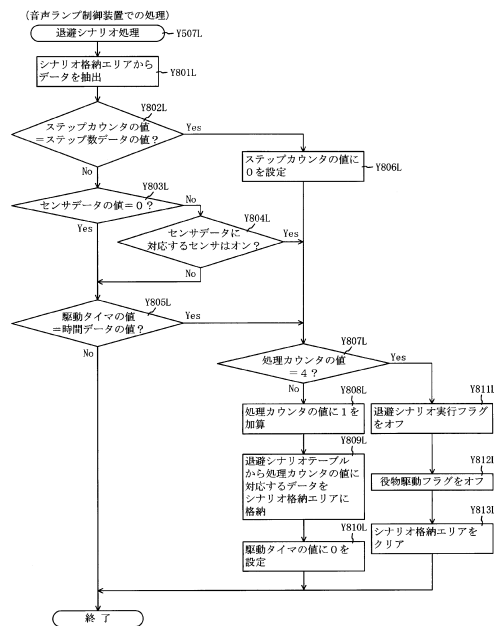 (音声ランプ制御装置での処理)
退避シナリオ処理
Y507L
シナリオ格納エリアから
データを抽出
Y801L
Y802L
ステップカウンタの値
=ステップ数データの値?
Yes
No
ステップカウンタの値に
0を設定
Y806L
Y803L
センサデータの値=0?
No
Yes
Y804L
センサデータに
対応するセンサはオン?
Yes
No
Y805L
駆動タイマの値
=時間データの値?
Yes
No
Y807L
処理カウンタの値
=4?
Yes
No
Y808L
処理カウンタの値に1を
加算
Y809L
退避シナリオテーブル
から処理カウンタの値に
対応するデータを
シナリオ格納エリアに
格納
Y810L
駆動タイマの値に0を
設定
Y811L
退避シナリオ実行フラグ
をオフ
Y812L
役物駆動フラグをオフ
Y813L
シナリオ格納エリアを
クリア
終了